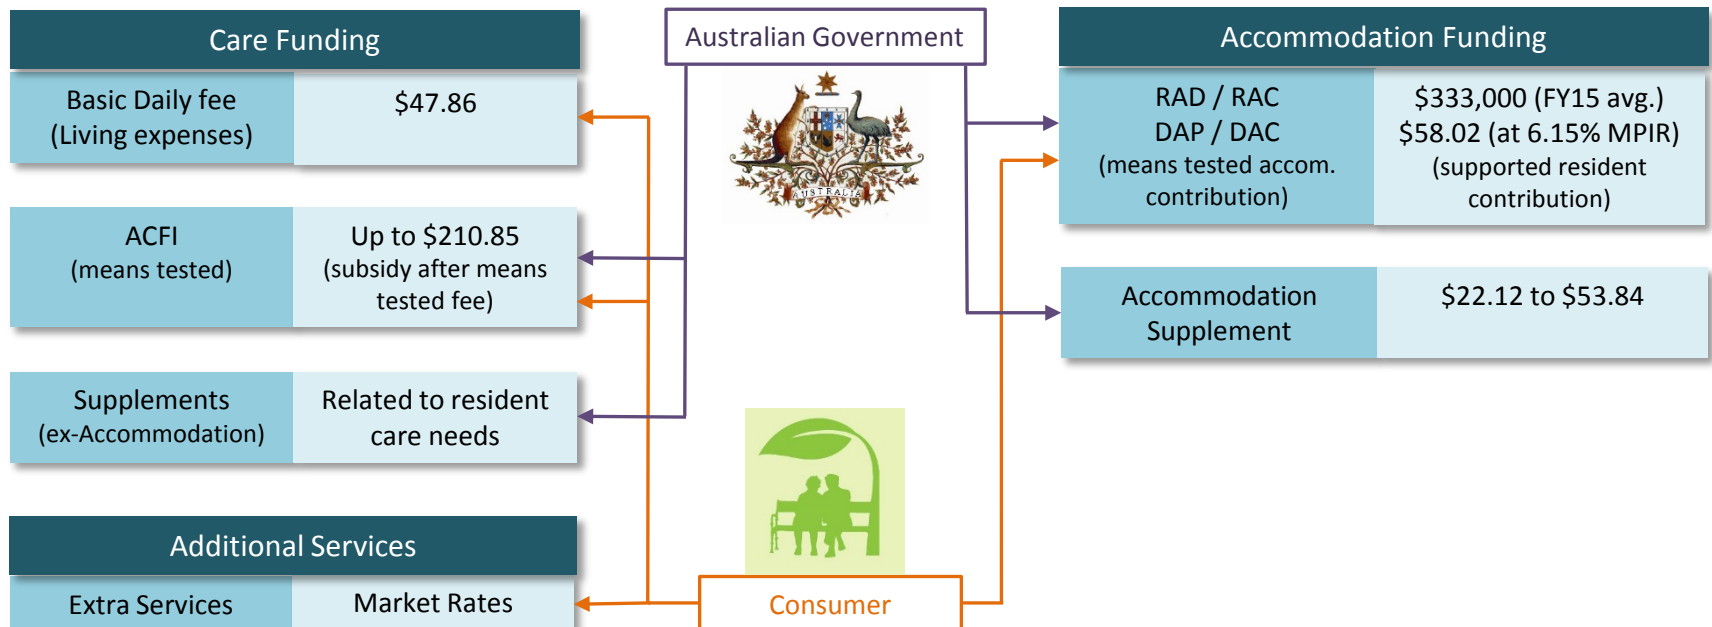 Care Funding
Basic Daily fee
(Living expenses)
$47.86
ACFI
(means tested)
Up to $210.85
(subsidy after means
tested fee)
Supplements
(ex-Accommodation)
Related to resident
care needs
Additional Services
Extra Services
Market Rates
Australian Government
AUSTRALIA
Consumer
Accommodation Funding
RAD / RAC
DAP / DAC
(means tested accom.
contribution)
$333,000 (FY15 avg.)
$58.02 (at 6.15% MPIR)
(supported resident
contribution)
Accommodation
Supplement
$22.12 to $53.84